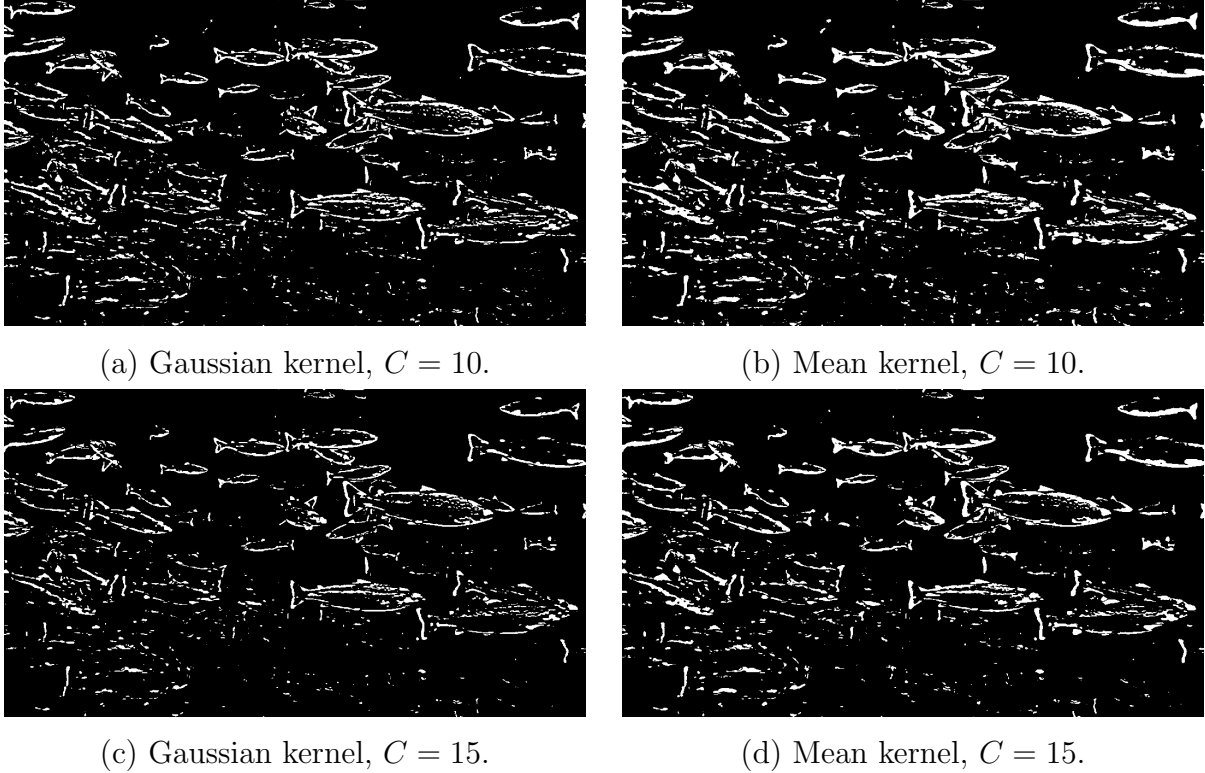 (a) Gaussian kernel, C = 10.
(b) Mean kernel, C = 10.
(c) Gaussian kernel, C = 15.
(d) Mean kernel, C = 15.